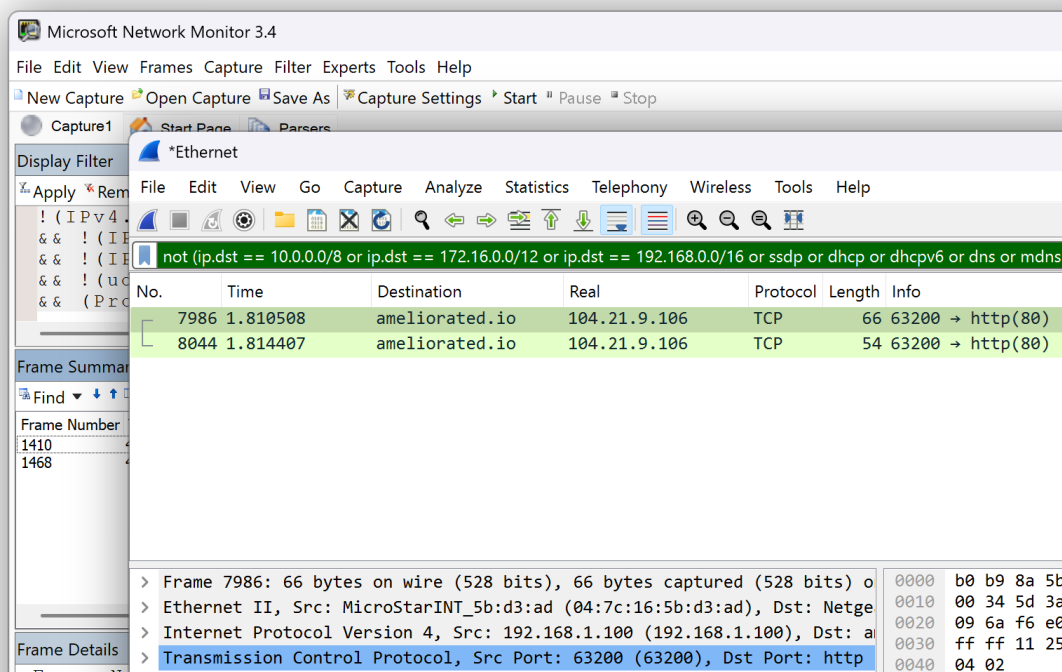 Microsoft Network Monitor 3.4
File Edit View Frames Capture Filter Experts Tools Help
New Capture Open Capture Save As Capture Settings Start Pause Stop
Capture1 Start Page Parsers
Display Filter
Apply
!(IPv4.
&& !(
&& !(
&& !(
&& (
Frame
Find
Frame Number
1410
1468
Frame Details
*Ethernet
File Edit View Go Capture Analyze Statistics Telephony Wireless Tools Help
not (ip.dst == 10.0.0.0/8 or ip.dst == 172.16.0.0/12 or ip.dst == 192.168.0.0/16 or ssdp or dhcp or dhcpv6 or dns or mdns
No. Time Destination Real Protocol Length Info
7986 1.810508 ameliorated.io 104.21.9.106 TCP 66 63200 → http(80)
8044 1.814407 ameliorated.io 104.21.9.106 TCP 54 63200 → http(80)
Frame 7986: 66 bytes on wire (528 bits), 66 bytes captured (528 bits) o
Ethernet II, Src: MicroStarINT_5b:d3:ad (04:7c:16:5b:d3:ad), Dst: Netge
Internet Protocol Version 4, Src: 192.168.1.100 (192.168.1.100), Dst:
Transmission Control Protocol, Src Port: 63200 (63200), Dst Port: http
0000 b0 b9 8a 5b
0010 00 34 5d 3a
0020 09 6a f6 e0
0030 ff ff 11 25
0040 04 02